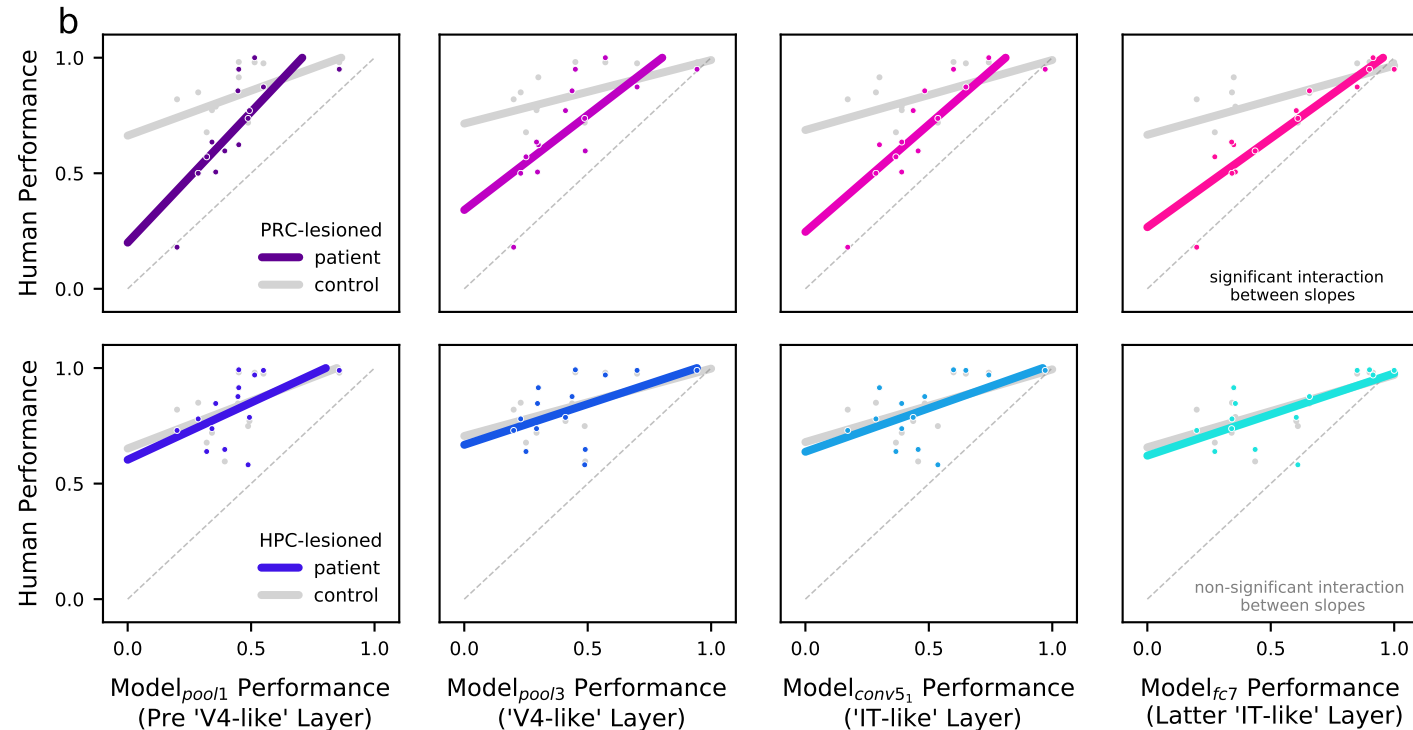 b
Human Performance
1.0
0.5
0.0
PRC-lesioned
patient
control
significant interaction
between slopes
Human Performance
1.0
0.5
0.0
HPC-lesioned
patient
control
non-significant interaction
between slopes
0.0 0.5 1.0
0.0 0.5 1.0
0.0 0.5 1.0
0.0 0.5 1.0
Model_pool1 Performance
(Pre 'V4-like' Layer)
Model_pool3 Performance
('V4-like' Layer)
Model_conv5_1 Performance
('IT-like' Layer)
Model_fc7 Performance
(Latter 'IT-like' Layer)